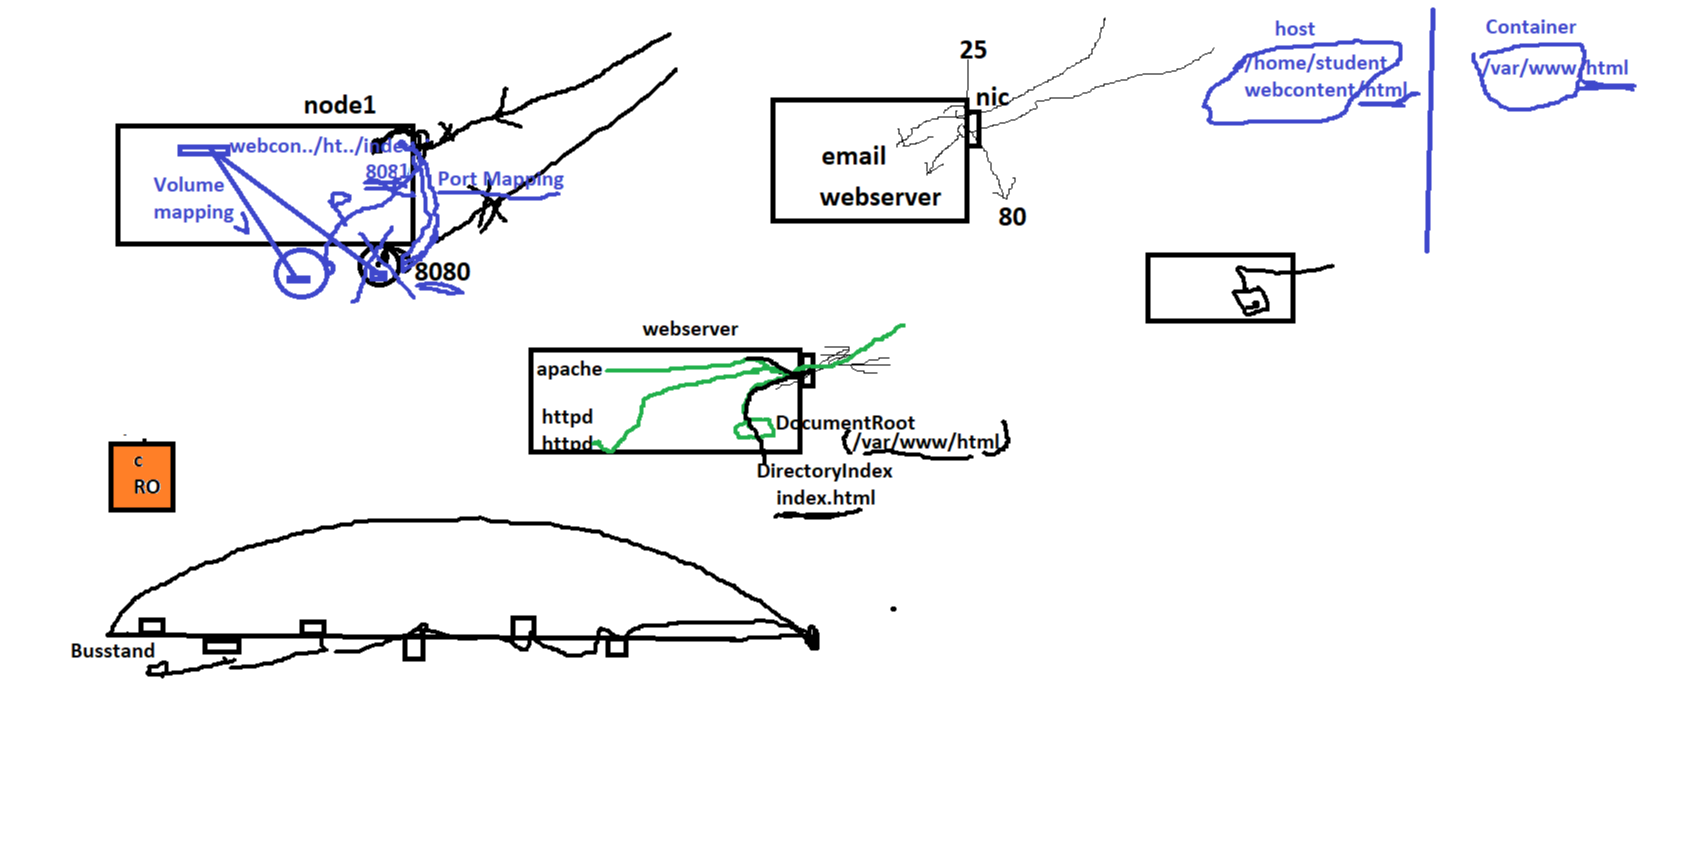 node1
webcon../ht../index
8081
Volume
mapping
Port Mapping
8080
25
nic
email
webserver
80
host
/home/student
webcontent/html
Container
/var/www/html
webserver
apache
httpd
httpd
DocumentRoot
/var/www/html
DirectoryIndex
index.html
c
RO
Busstand